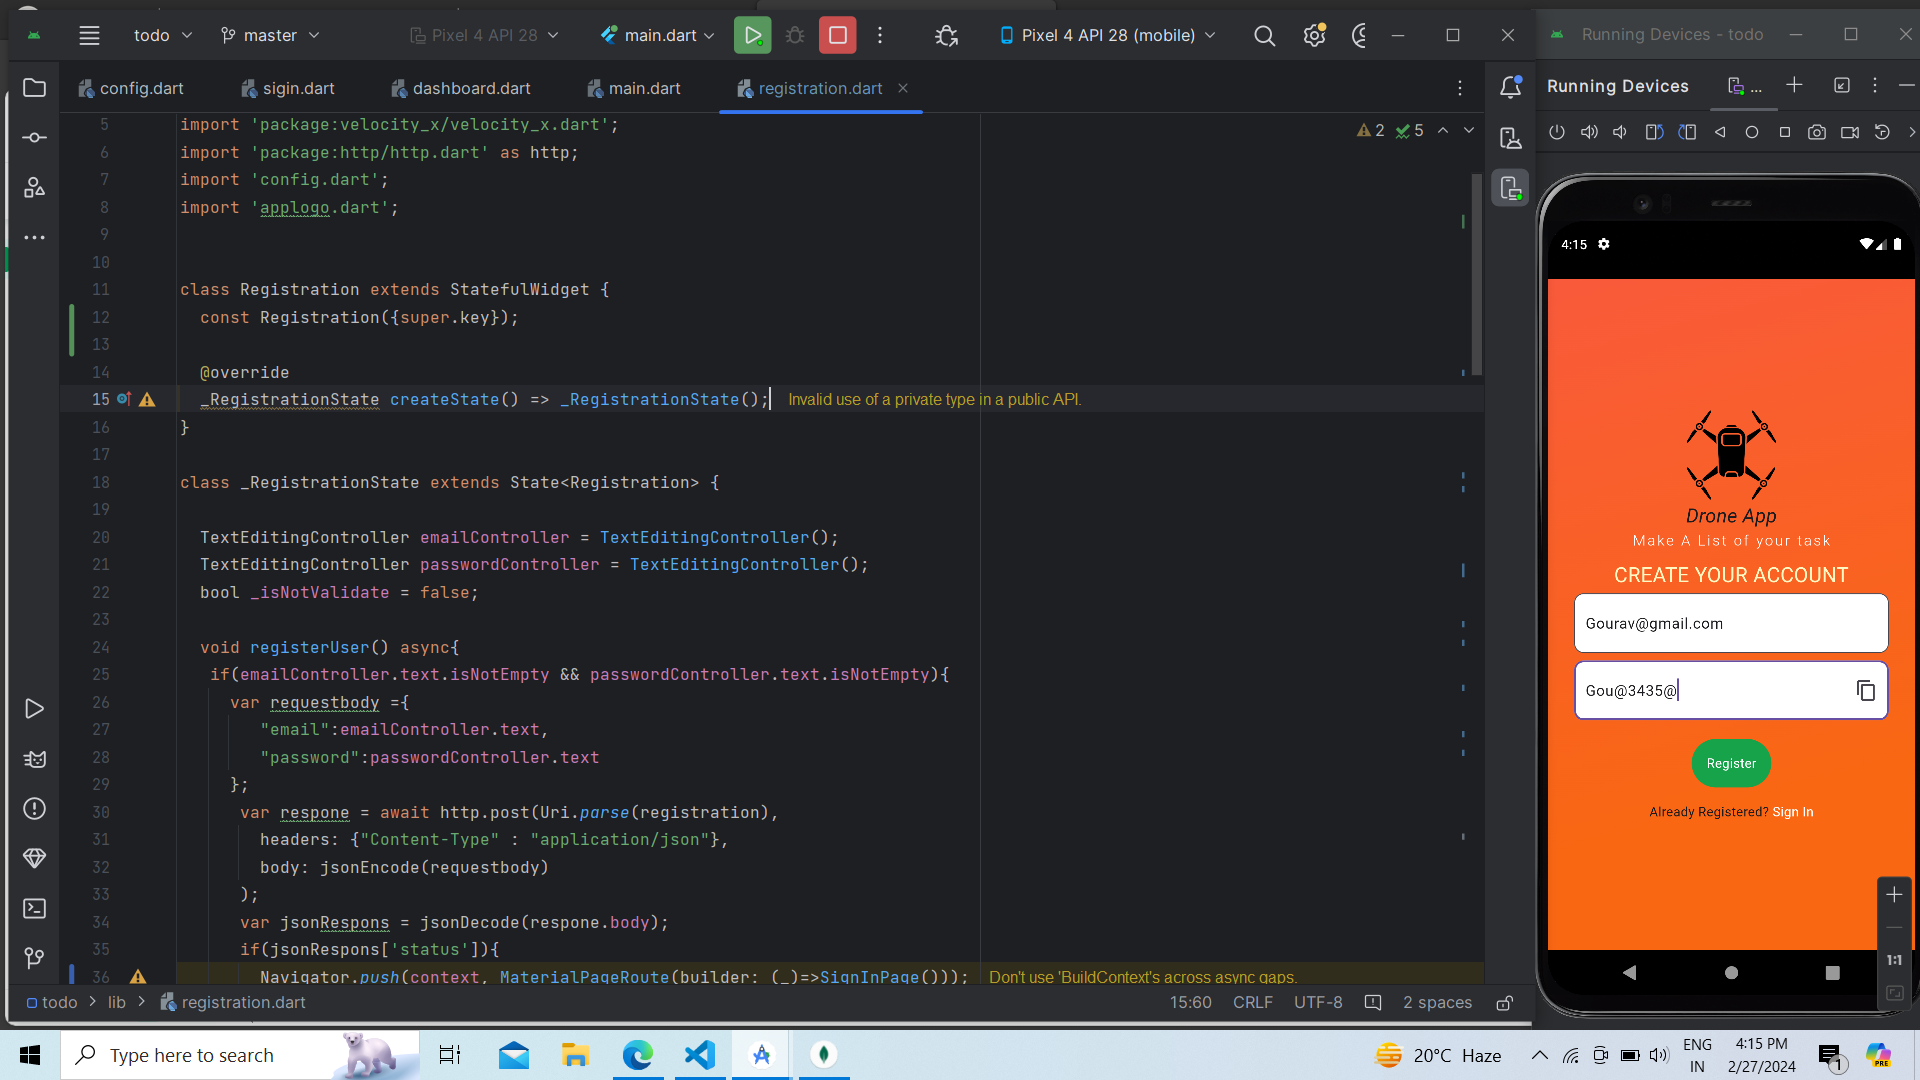 todo
master
Pixel 4 API 28
main.dart
Pixel 4 API 28 (mobile)
Running Devices - todo
config.dart
sigin.dart
dashboard.dart
main.dart
registration.dart
Running Devices
...
2
5
5 import 'package:velocity_x/velocity_x.dart';
6 import 'package:http/http.dart' as http;
7 import 'config.dart';
8 import 'applogo.dart';
9
10
11 class Registration extends StatefulWidget {
12 const Registration({super.key});
13
14 @override
15 _RegistrationState createState() => _RegistrationState(); Invalid use of a private type in a public API.
16 }
17
18 class _RegistrationState extends State<Registration> {
19
20 TextEditingController emailController = TextEditingController();
21 TextEditingController passwordController = TextEditingController();
22 bool _isNotValidate = false;
23
24 void registerUser() async{
25 if(emailController.text.isNotEmpty && passwordController.text.isNotEmpty){
26 var requestbody ={
27 "email":emailController.text,
28 "password":passwordController.text
29 };
30 var respone = await http.post(Uri.parse(registration),
31 headers: {"Content-Type" : "application/json"},
32 body: jsonEncode(requestbody)
33 );
34 var jsonRespons = jsonDecode(respone.body);
35 if(jsonRespons['status']){
36 Navigator.push(context, MaterialPageRoute(builder: (_)=>SignInPage())); Don't use 'BuildContext's across async gaps.
4:15
Drone App
Make A List of your task
CREATE YOUR ACCOUNT
Gourav@gmail.com
Gou@3435@
Register
Already Registered? Sign In
1:1
todo > lib > registration.dart
15:60 CRLF UTF-8 2 spaces
Type here to search
20°C Haze
ENG
IN
4:15 PM
2/27/2024
1
PRE